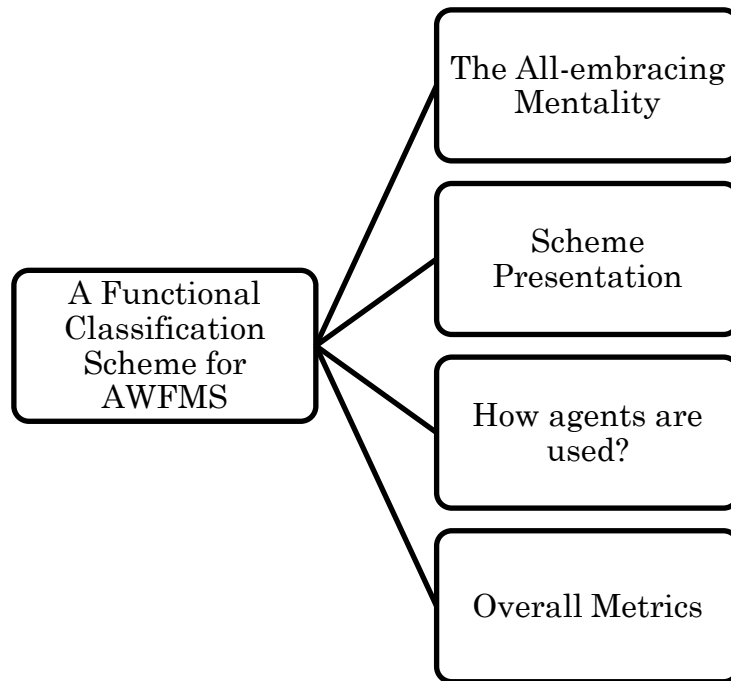 A Functional
Classification
Scheme for
AWFMS
The All-embracing
Mentality
Scheme
Presentation
How agents are
used?
Overall Metrics